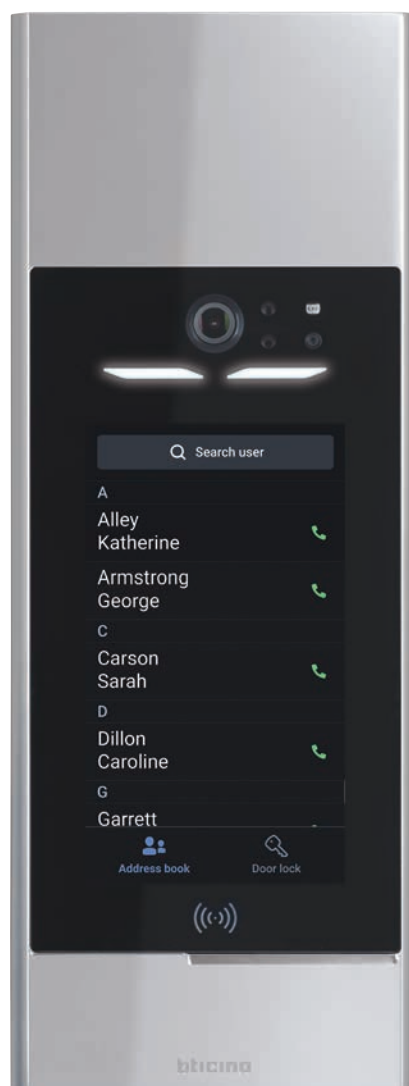 Search user
A
Alley
Katherine
Armstrong
George
C
Carson
Sarah
D
Dillon
Caroline
G
Garrett
Address book
Door lock
bticino